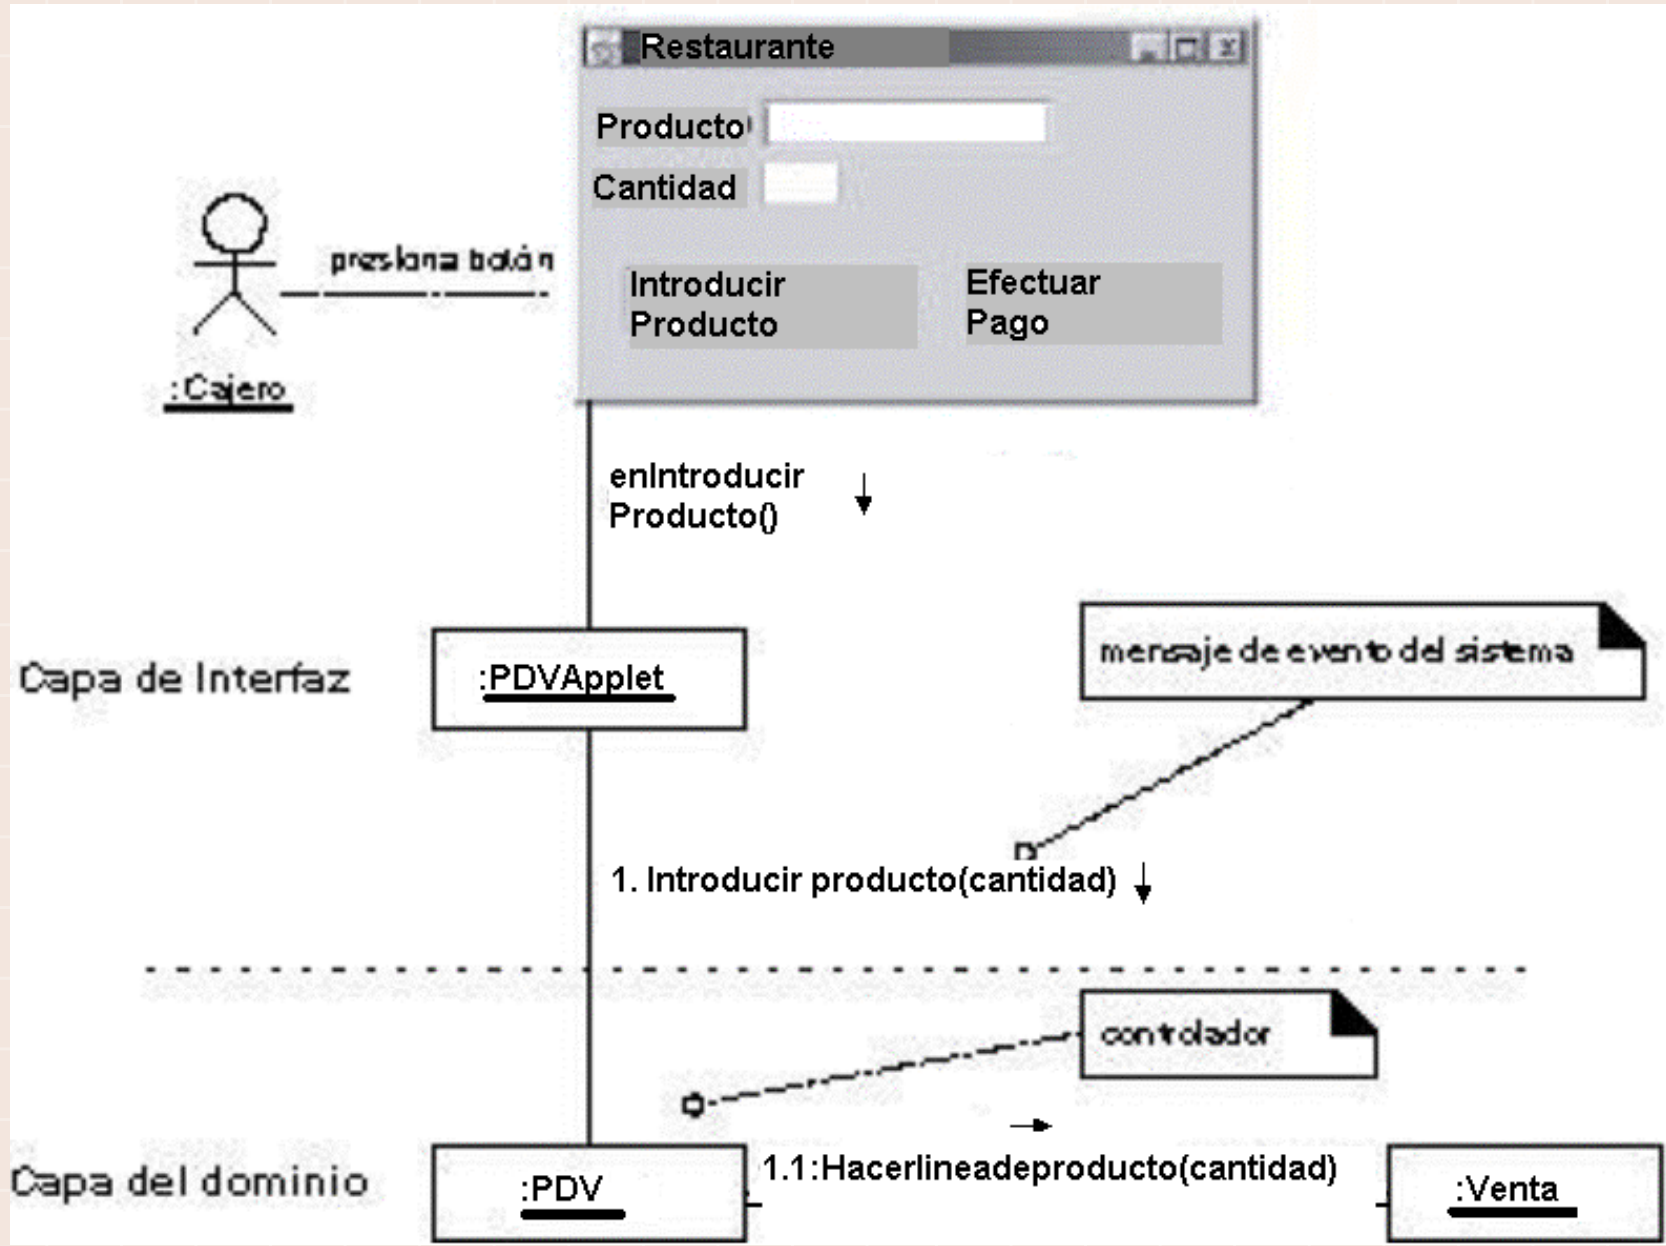 Restaurante
Producto
Cantidad
presiona botón
Introducir
Producto
Efectuar
Pago
:Cajero
enIntroducir
Producto()
mensaje de evento del sistema
Capa de Interfaz
:PDVApplet
1. Introducir producto(cantidad)
controlador
1.1:Hacerlineadeproducto(cantidad)
Capa del dominio
:PDV
:Venta